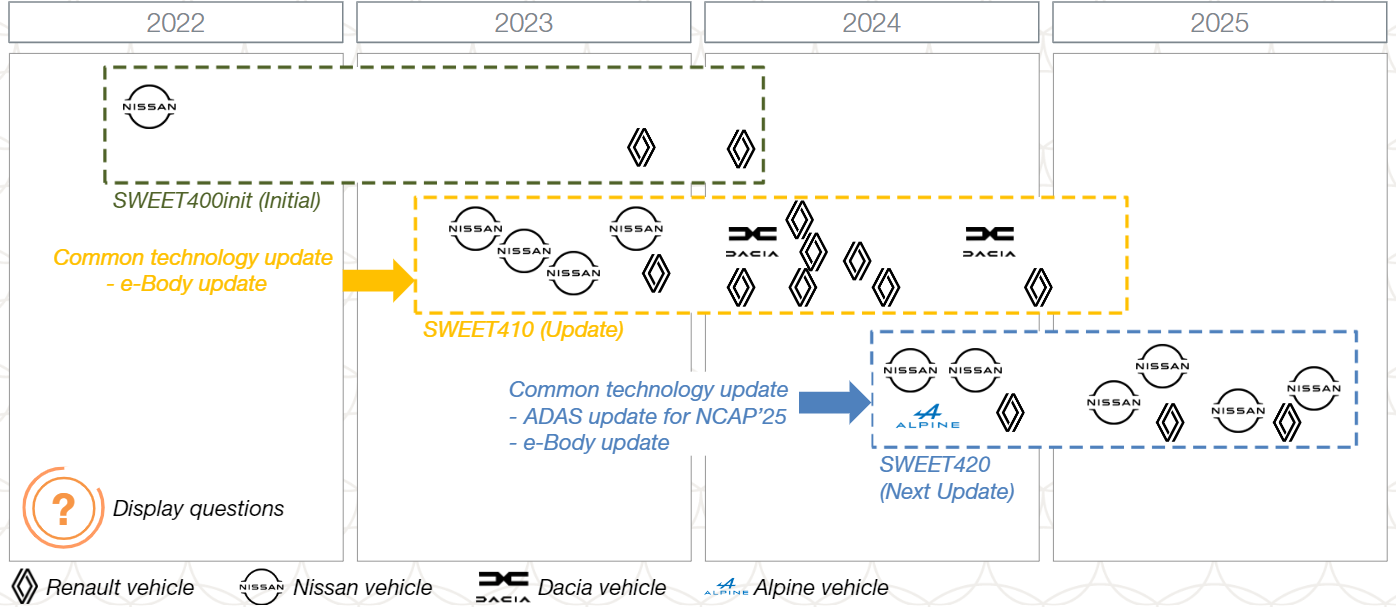 2022
2023
2024
2025
NISSAN
SWEET400init (Initial)
NISSAN
NISSAN
NISSAN
NISSAN
DACIA
DACIA
Common technology update
- e-Body update
SWEET410 (Update)
NISSAN
NISSAN
NISSAN
NISSAN
NISSAN
NISSAN
ALPINE
Common technology update
- ADAS update for NCAP’25
- e-Body update
SWEET420
(Next Update)
?
Display questions
Renault vehicle
NISSAN
Nissan vehicle
DACIA
Dacia vehicle
ALPINE
Alpine vehicle